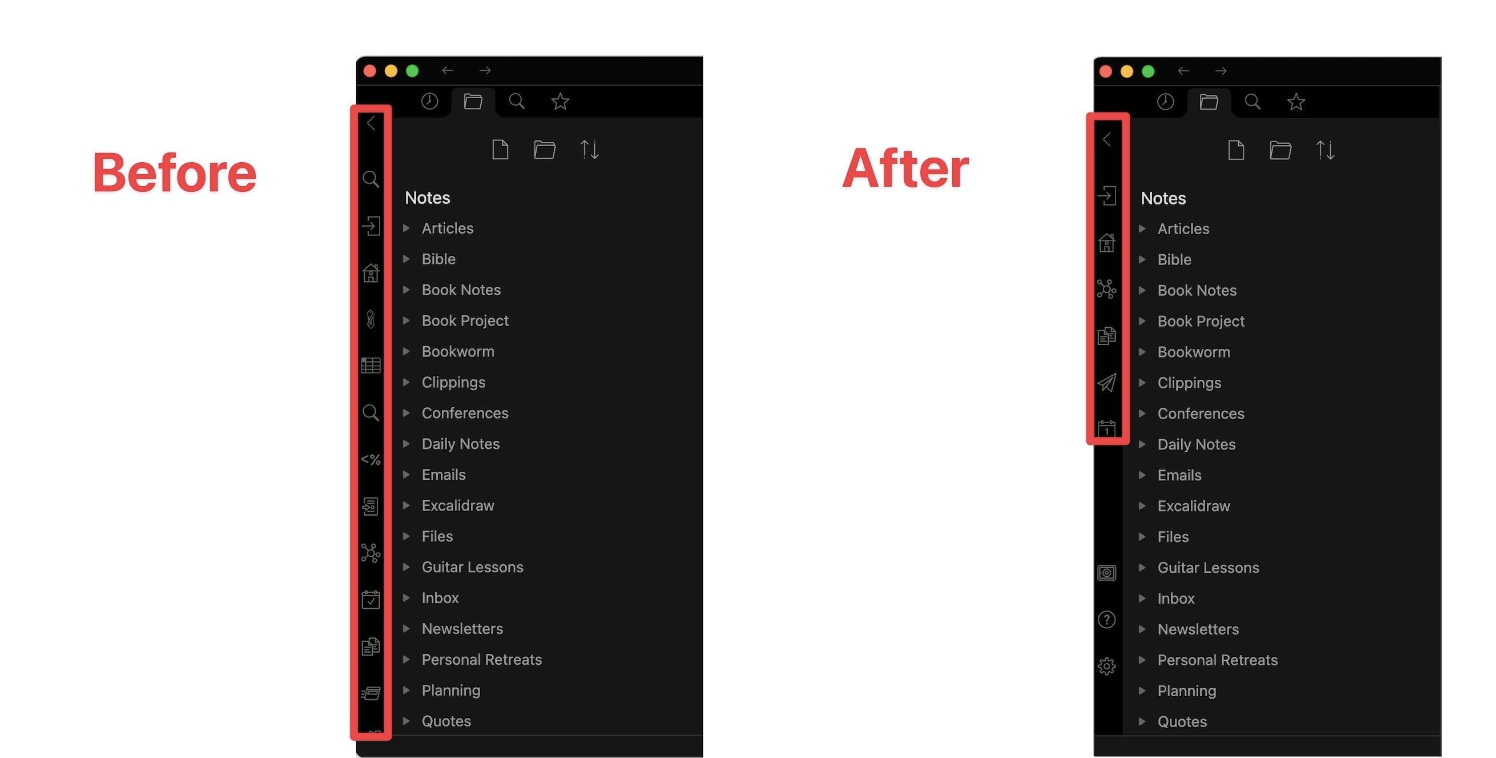 Before
<%
Notes
Articles
Bible
Book Notes
Book Project
Bookworm
Clippings
Conferences
Daily Notes
Emails
Excalidraw
Files
Guitar Lessons
Inbox
Newsletters
Personal Retreats
Planning
Quotes
After
1
?
Notes
Articles
Bible
Book Notes
Book Project
Bookworm
Clippings
Conferences
Daily Notes
Emails
Excalidraw
Files
Guitar Lessons
Inbox
Newsletters
Personal Retreats
Planning
Quotes